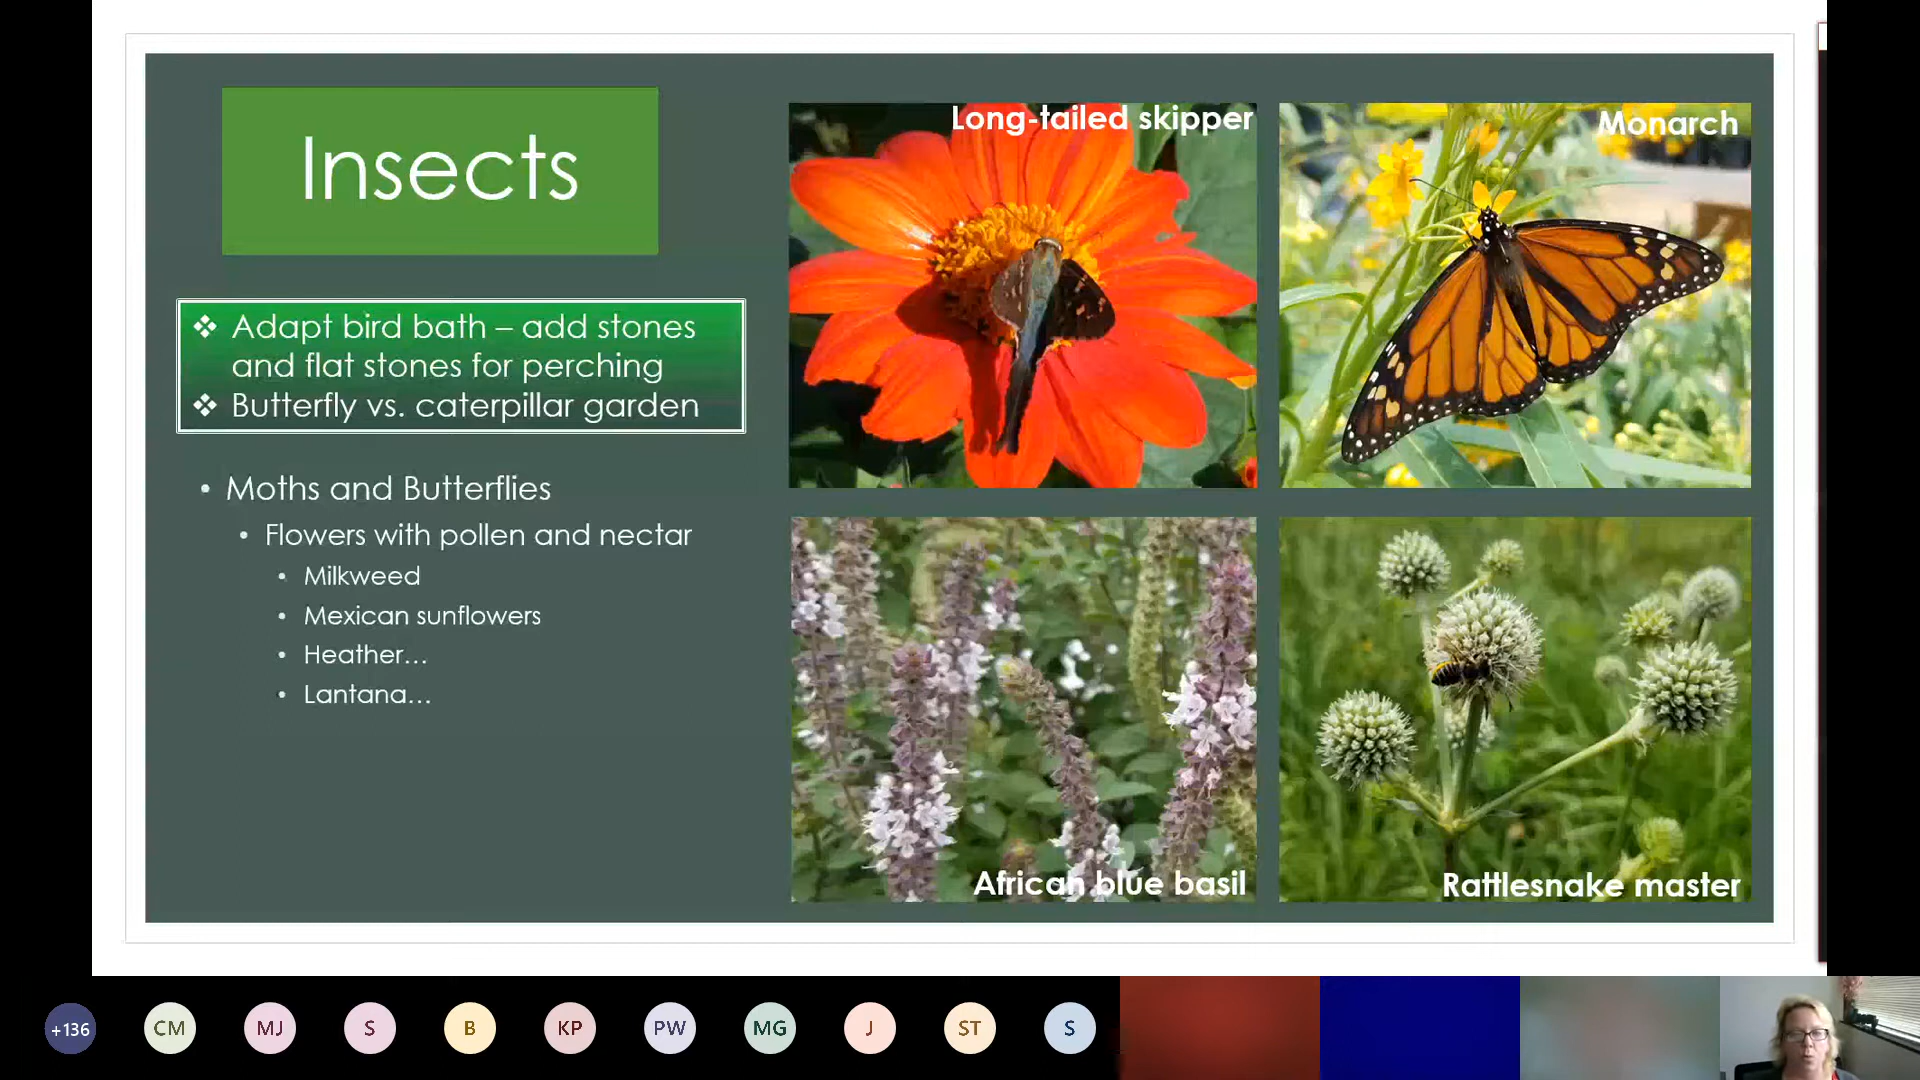 Insects
❖ Adapt bird bath – add stones
and flat stones for perching
❖ Butterfly vs. caterpillar garden
• Moths and Butterflies
• Flowers with pollen and nectar
• Milkweed
• Mexican sunflowers
• Heather…
• Lantana…
Long-tailed skipper
Monarch
African blue basil
Rattlesnake master
+136
CM
MJ
S
B
KP
PW
MG
J
ST
S